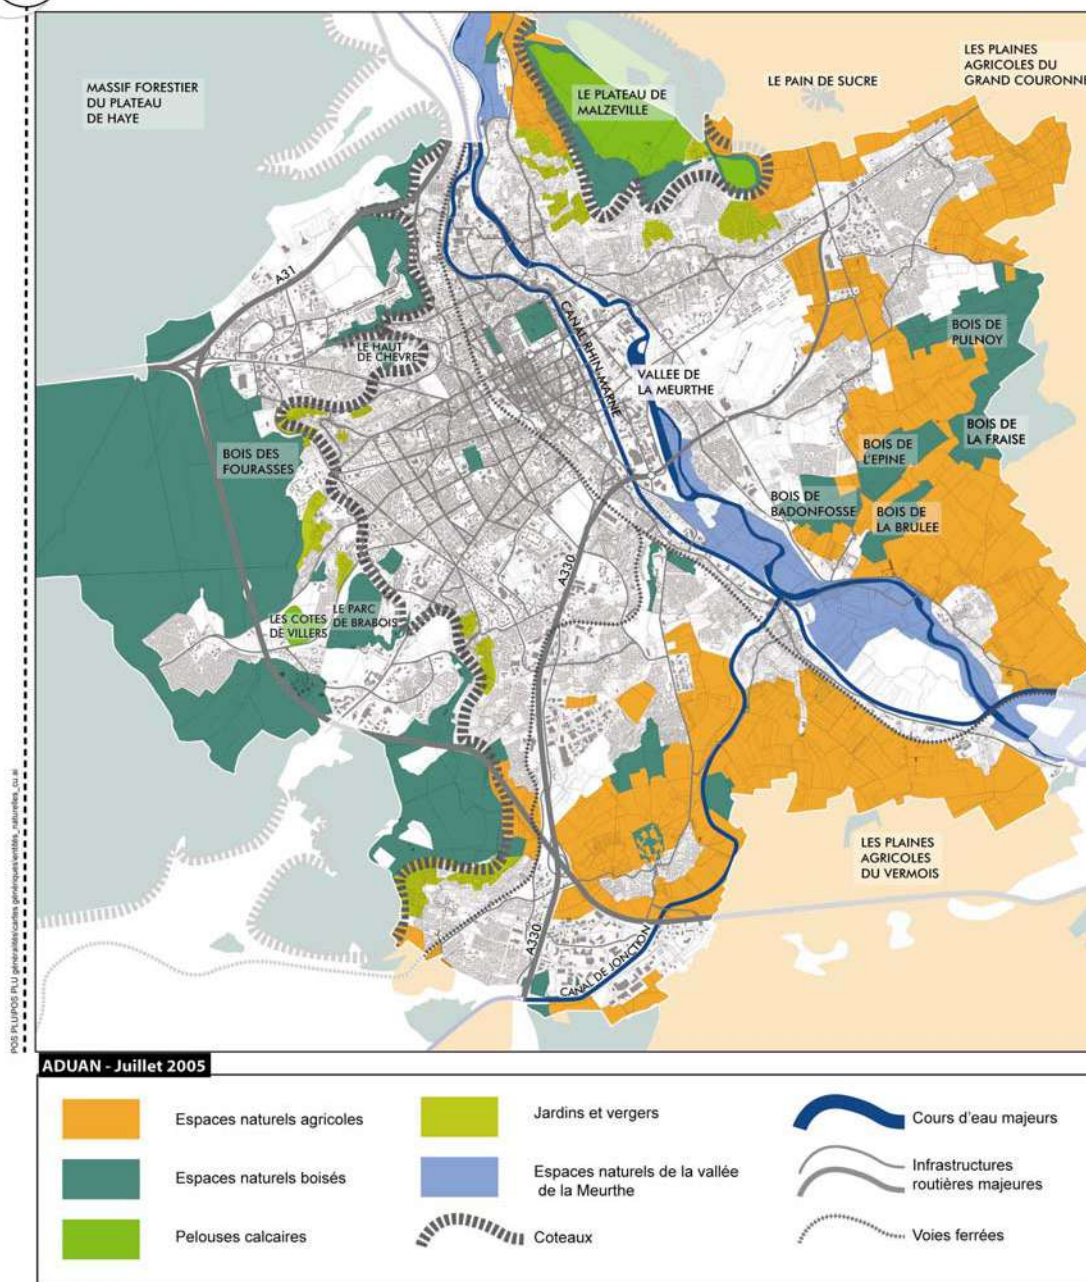 MASSIF FORESTIER
DU PLATEAU
DE HAYE
LE PLATEAU DE
MALZEVILLE
LE PAIN DE SUCRE
LES PLAINES
AGRICOLES DU
GRAND COURONNE
A31
LE HAUT
DE CHEVRE
CANAL RHIN-MARNE
VALLEE DE
LA MEURTHE
BOIS DE
PULNOY
BOIS DE
LA FRAISE
BOIS DE
L'EPINE
BOIS DES
FOURASSES
BOIS DE
BADONFOSSE
BOIS DE
LA BRULEE
A330
LES COTES
DE VILLERS
LE PARC
DE BRABOIS
LES PLAINES
AGRICOLES
DU VERMOIS
A330
CANAL DE JONCTION
ADUAN - Juillet 2005
Espaces naturels agricoles
Espaces naturels boisés
Pelouses calcaires
Jardins et vergers
Espaces naturels de la vallée
de la Meurthe
Coteaux
Cours d'eau majeurs
Infrastructures
routières majeures
Voies ferrées